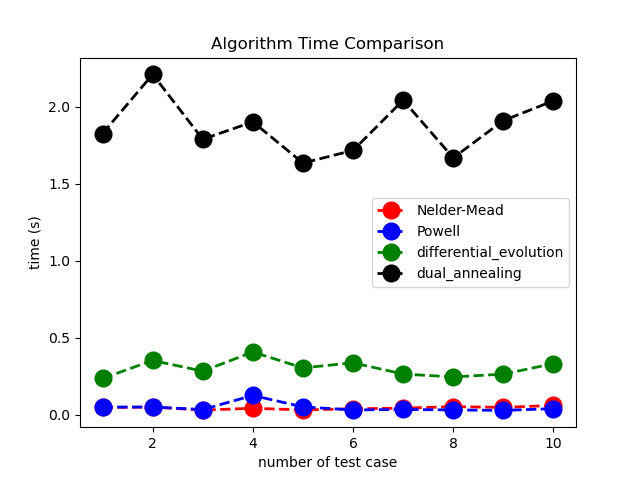 Algorithm Time Comparison
2.0
1.5
1.0
0.5
0.0
time (s)
Nelder-Mead
Powell
differential_evolution
dual_annealing
2 4 6 8 10
number of test case